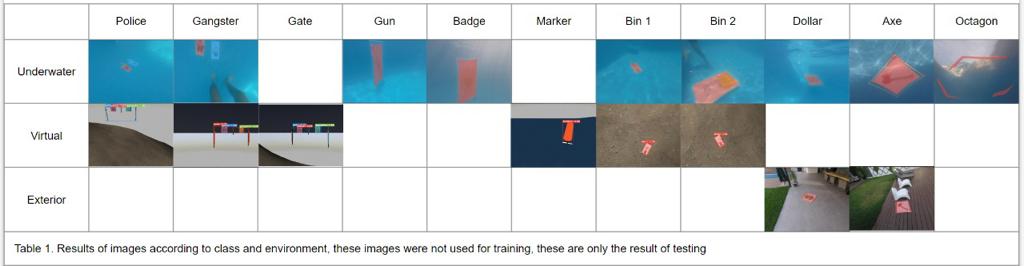 Police Gangster Gate Gun Badge Marker Bin 1 Bin 2 Dollar Axe Octagon
Underwater
Virtual
Exterior
Table 1. Results of images according to class and environment, these images were not used for training, these are only the result of testing